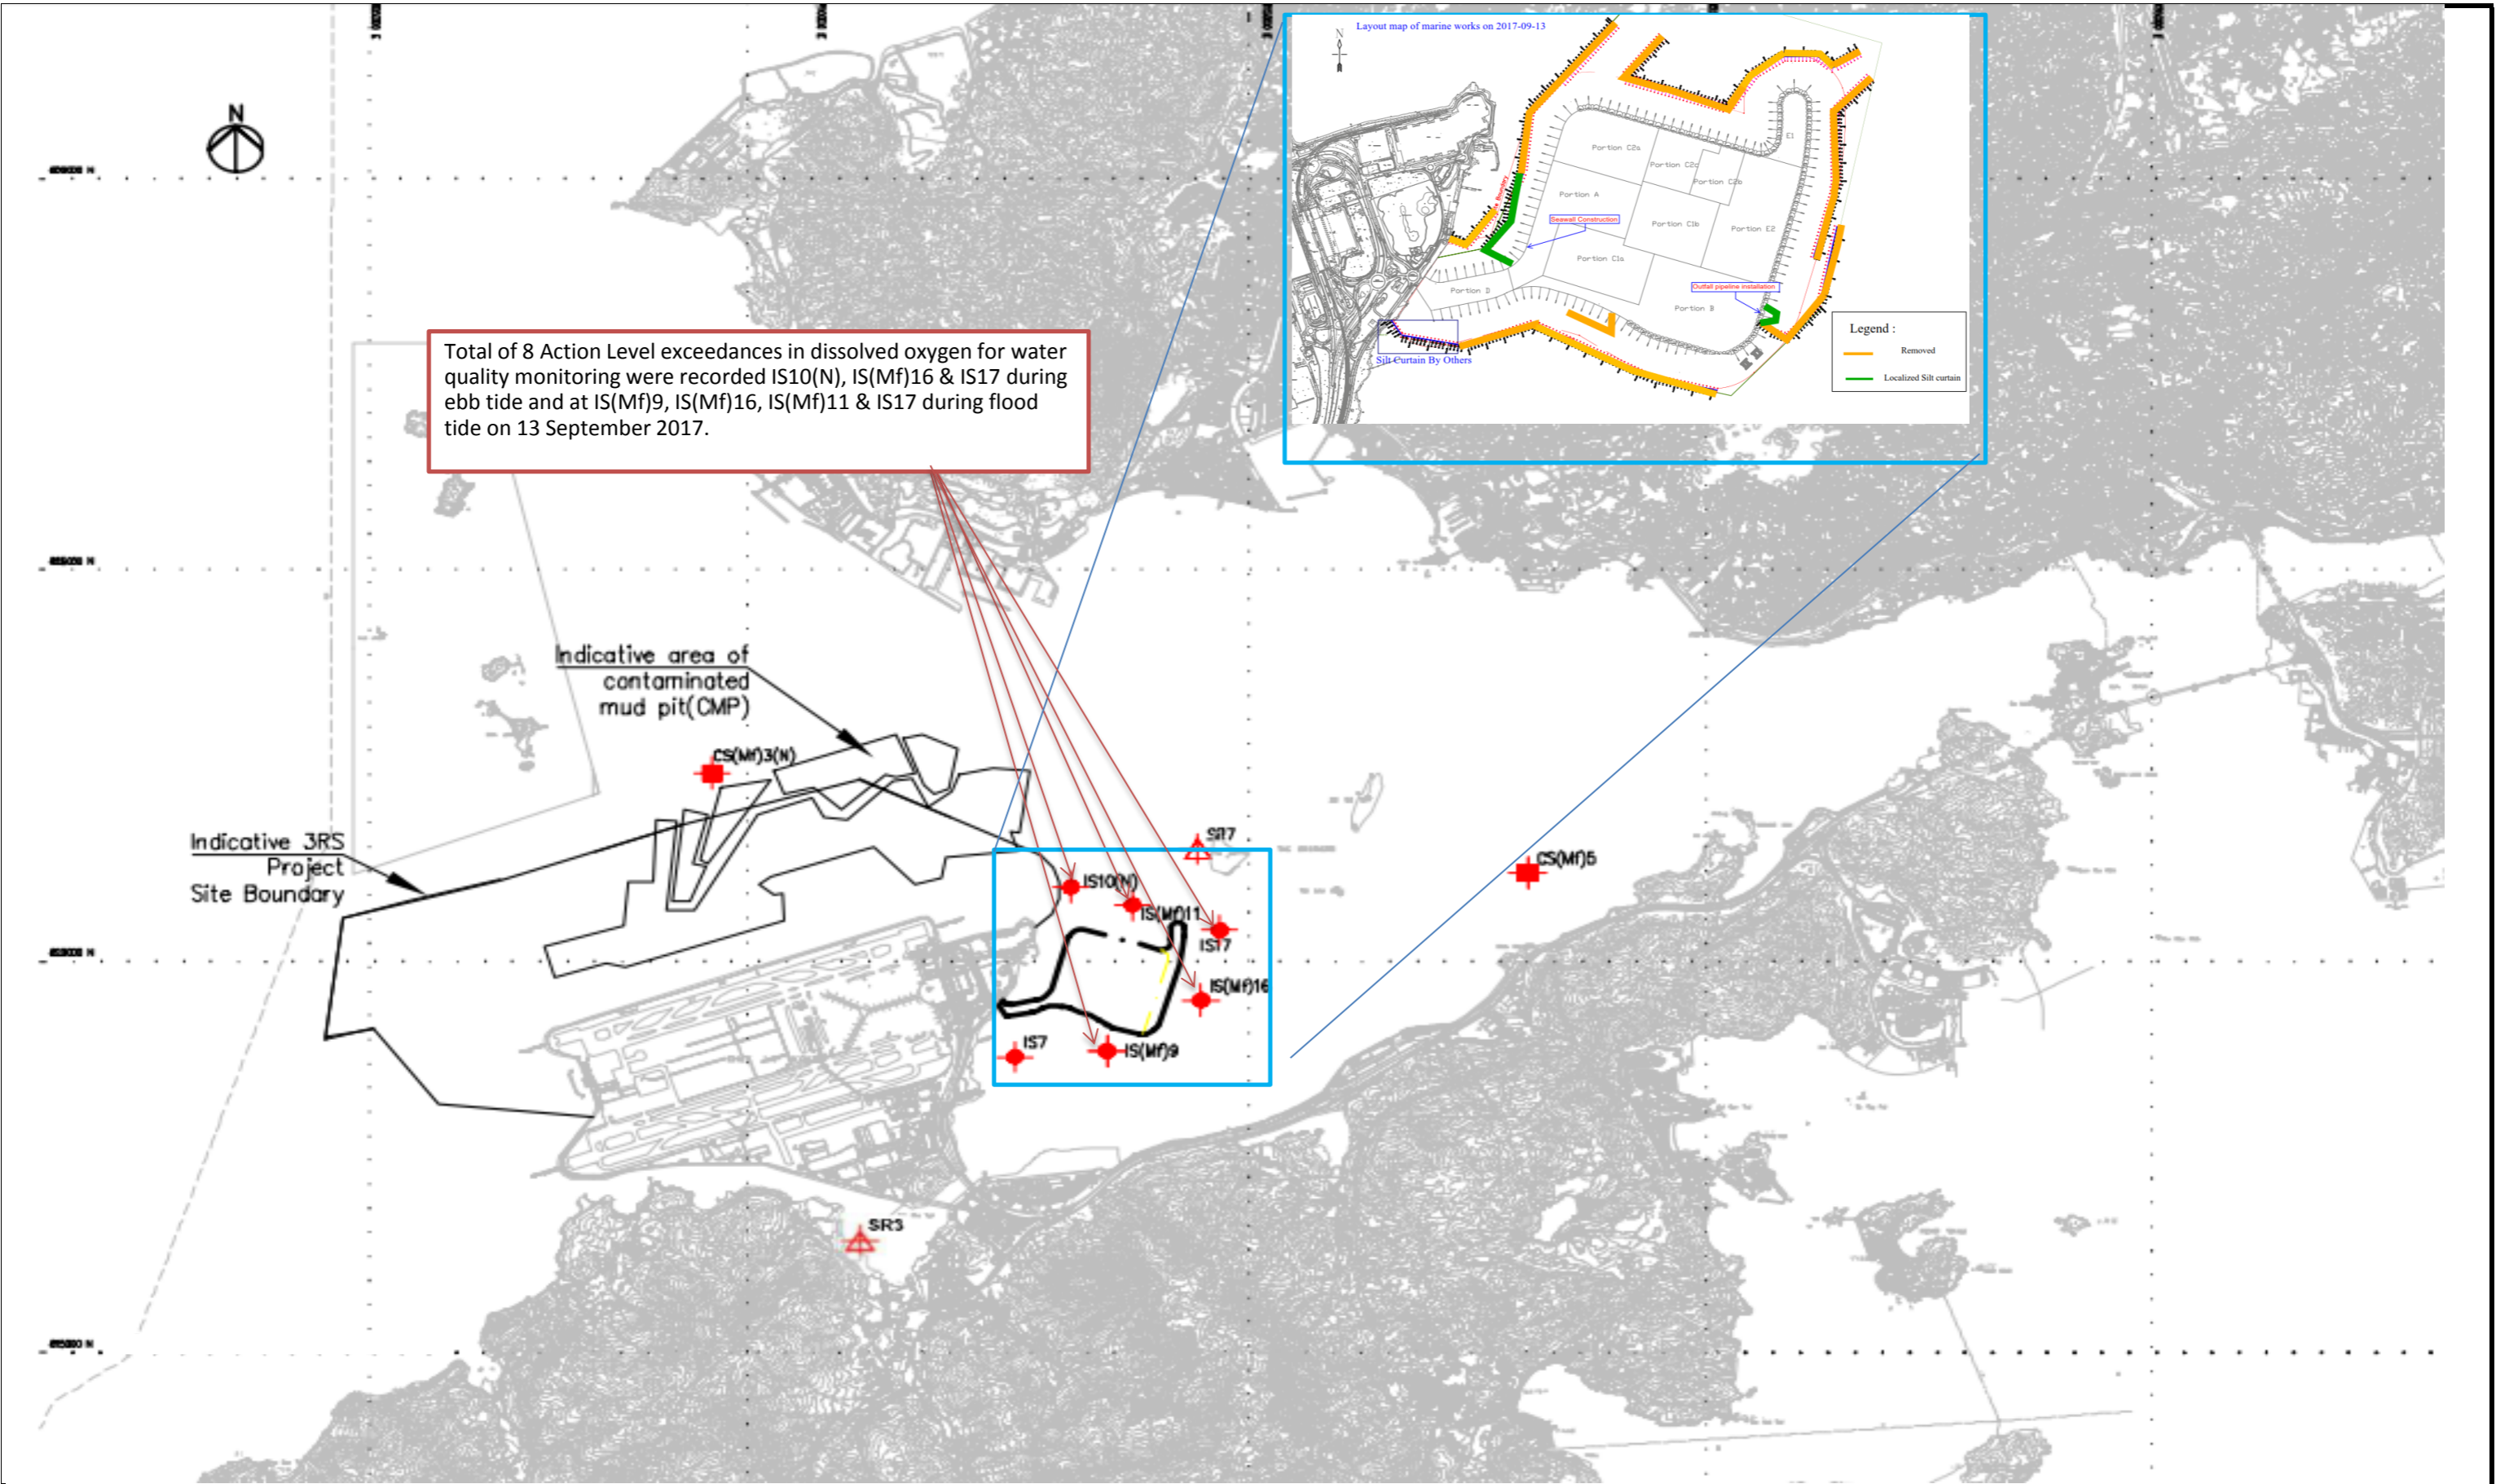 Layout map of marine works on 2017-09-13
N
Portion C2a
Portion C2c
Portion C2b
E1
Portion A
Portion C1b
Portion E2
Seawall Construction
Portion C1a
Outfall pipeline installation
Portion D
Portion B
Silt Curtain By Others
Legend :
Removed
Localized Silt curtain
N
Total of 8 Action Level exceedances in dissolved oxygen for water
quality monitoring were recorded IS10(N), IS(Mf)16 & IS17 during
ebb tide and at IS(Mf)9, IS(Mf)16, IS(Mf)11 & IS17 during flood
tide on 13 September 2017.
Indicative area of
contaminated
mud pit(CMP)
CS(Mf)3(N)
Indicative 3RS
Project
Site Boundary
SR7
CS(Mf)5
IS10(N)
IS(Mf)11
IS17
IS(Mf)16
IS7
IS(Mf)9
SR3